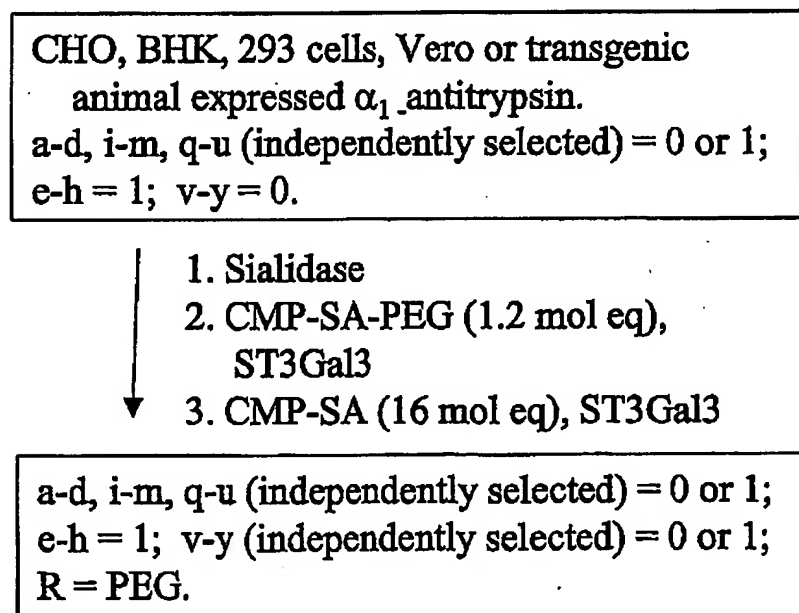 CHO, BHK, 293 cells, Vero or transgenic
animal expressed α₁ antitrypsin.
a-d, i-m, q-u (independently selected) = 0 or 1;
e-h = 1; v-y = 0.
1. Sialidase
2. CMP-SA-PEG (1.2 mol eq),
ST3Gal3
3. CMP-SA (16 mol eq), ST3Gal3
a-d, i-m, q-u (independently selected) = 0 or 1;
e-h = 1; v-y (independently selected) = 0 or 1;
R = PEG.